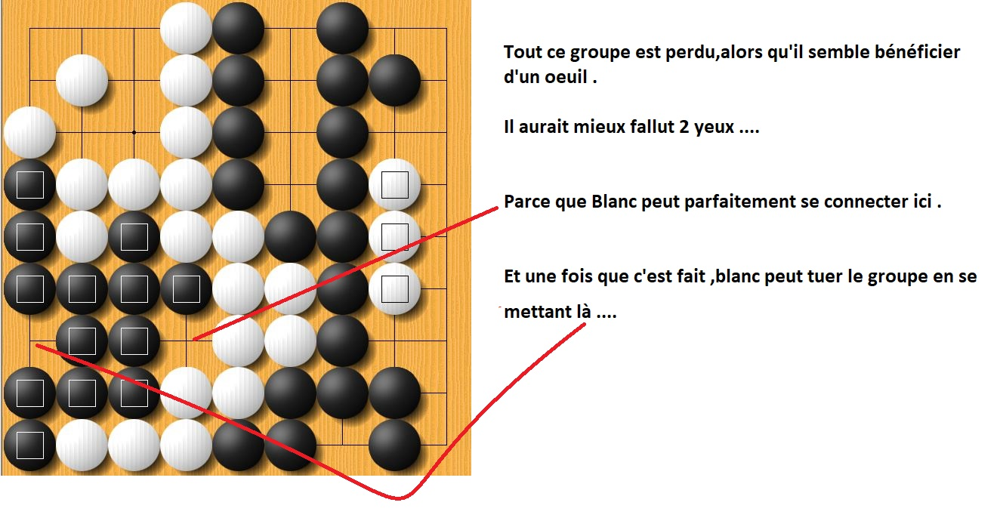 Tout ce groupe est perdu,alors qu'il semble bénéficier
d'un oeuil .
Il aurait mieux fallut 2 yeux ....
Parce que Blanc peut parfaitement se connecter ici .
Et une fois que c'est fait ,blanc peut tuer le groupe en se
mettant là ....